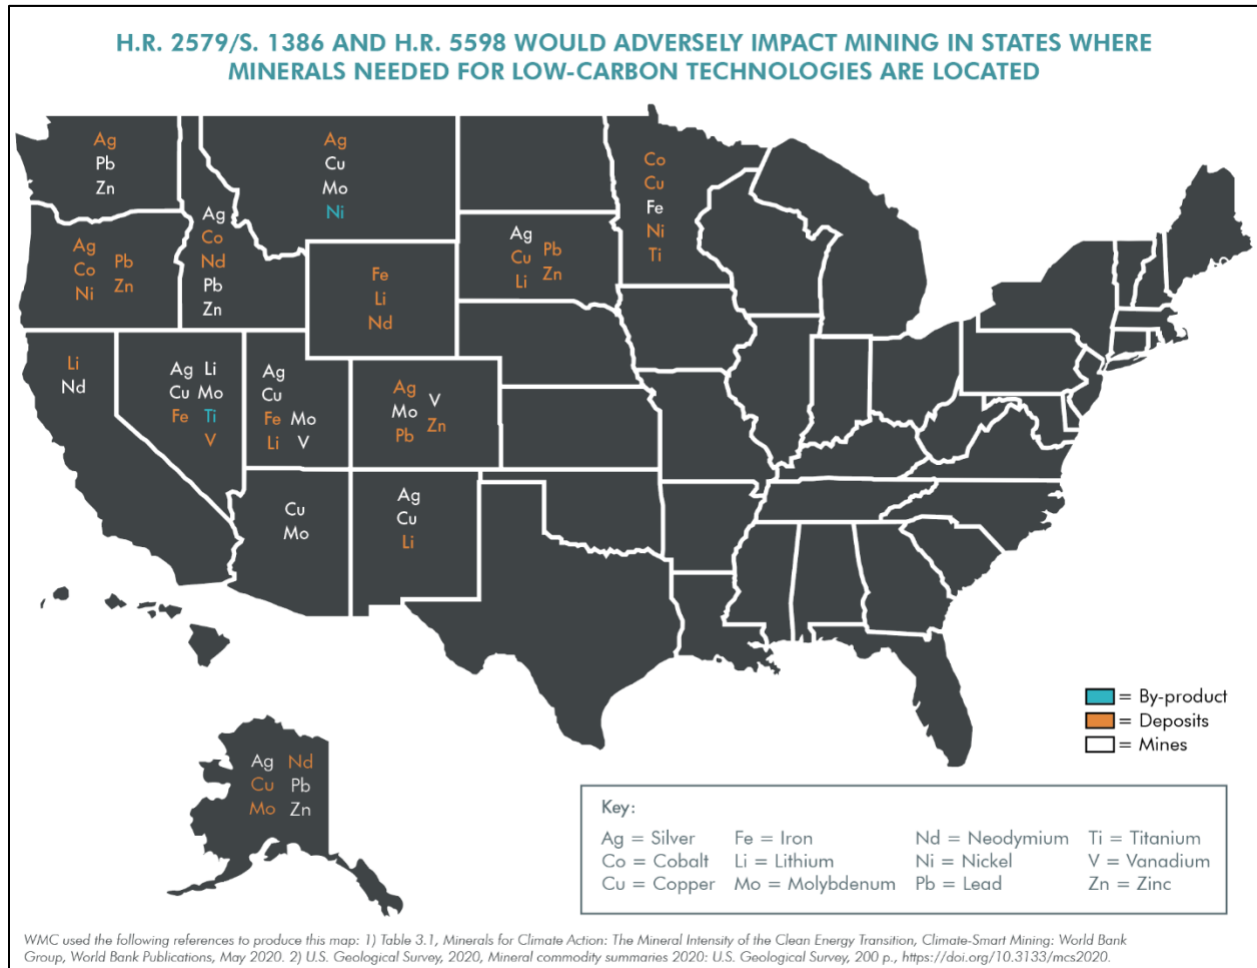 H.R. 2579/S. 1386 AND H.R. 5598 WOULD ADVERSELY IMPACT MINING IN STATES WHERE
MINERALS NEEDED FOR LOW-CARBON TECHNOLOGIES ARE LOCATED
Ag
Pb
Zn
Ag
Cu
Mo
Ni
Co
Cu
Fe
Ni
Ti
Ag
Co
Ni
Pb
Zn
Ag
Co
Nd
Pb
Zn
Fe
Li
Nd
Ag
Cu
Li
Pb
Zn
Li
Nd
Ag Li
Cu Mo
Fe Ti
V
Ag
Cu
Fe Mo
Li V
Ag
Mo
Pb
V
Zn
Cu
Mo
Ag
Cu
Li
Ag Nd
Cu Pb
Mo Zn
= By-product
= Deposits
= Mines
Key:
Ag = Silver Fe = Iron Nd = Neodymium Ti = Titanium
Co = Cobalt Li = Lithium Ni = Nickel V = Vanadium
Cu = Copper Mo = Molybdenum Pb = Lead Zn = Zinc
WMC used the following references to produce this map: 1) Table 3.1, Minerals for Climate Action: The Mineral Intensity of the Clean Energy Transition, Climate-Smart Mining: World Bank
Group, World Bank Publications, May 2020. 2) U.S. Geological Survey, 2020, Mineral commodity summaries 2020: U.S. Geological Survey, 200 p., https://doi.org/10.3133/mcs2020.